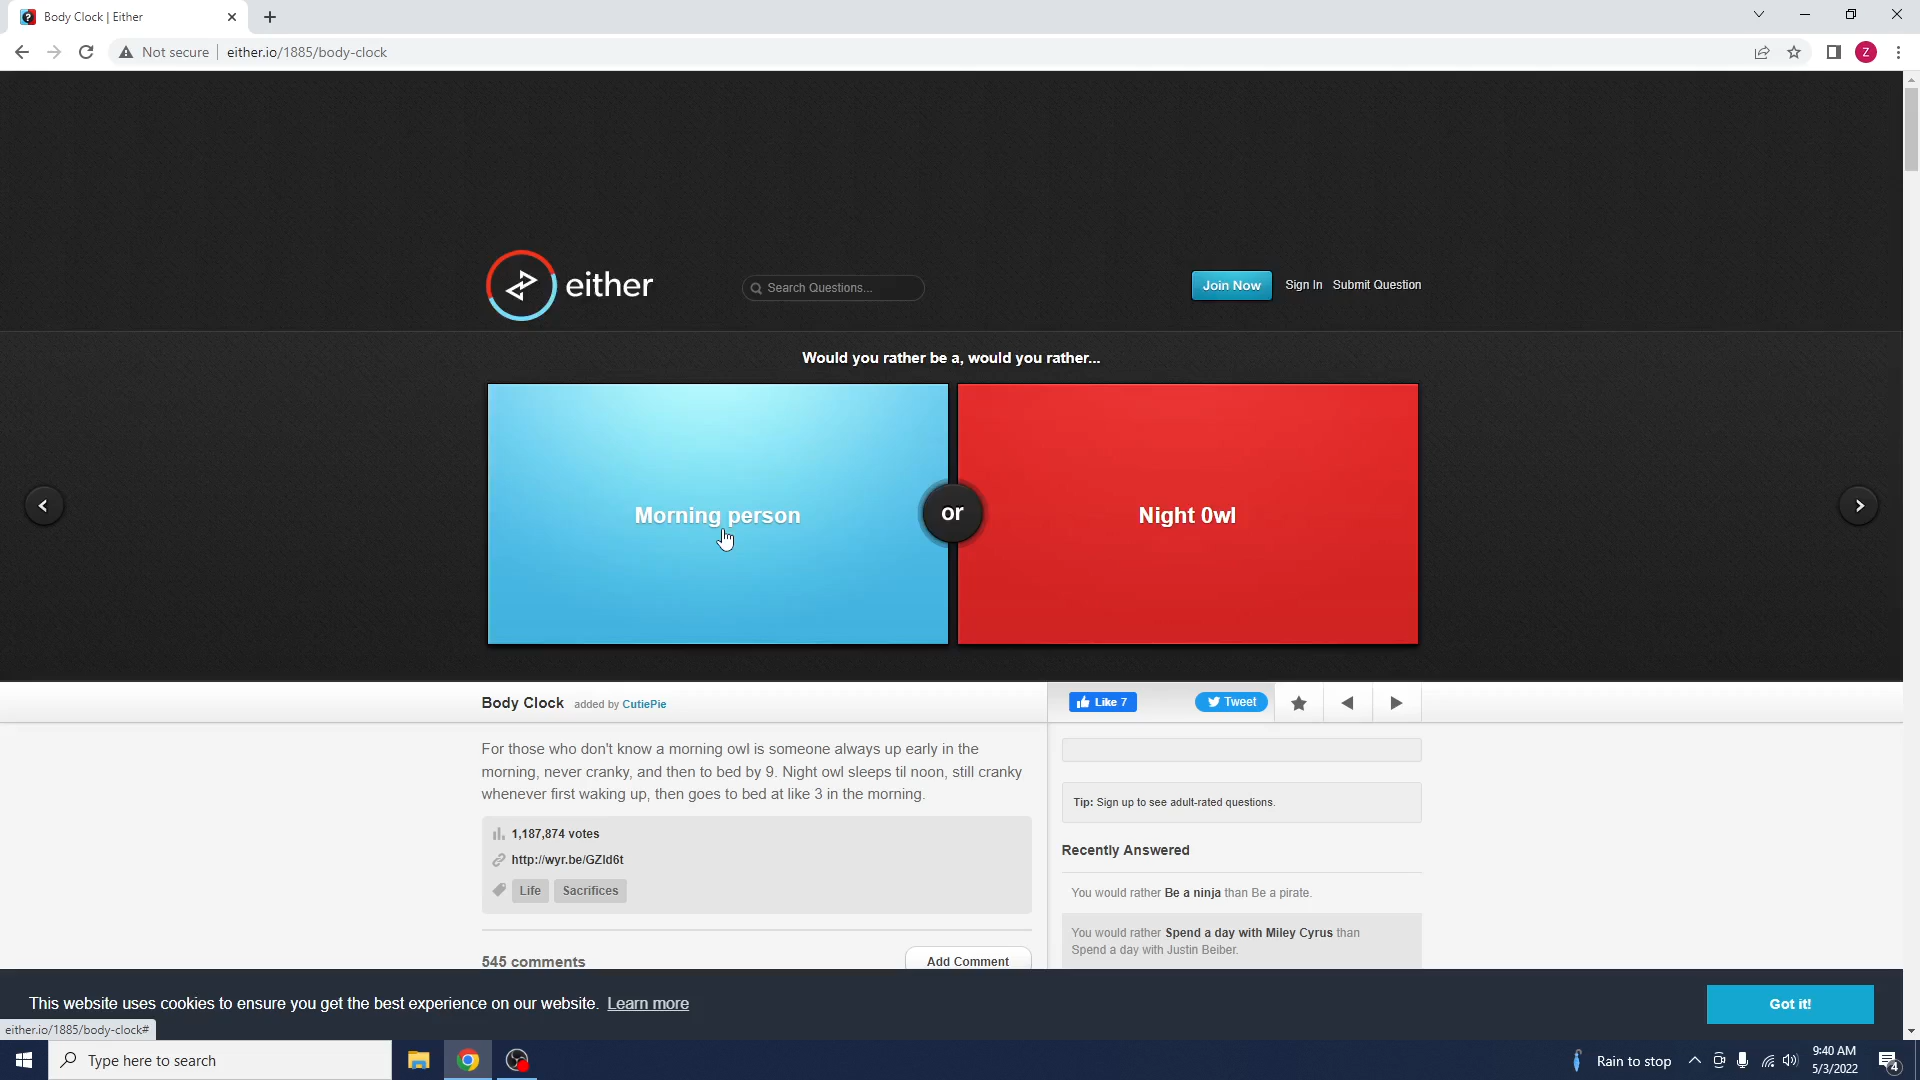 Body Clock | Either
Not secure
either.io/1885/body-clock
Z
either
Search Questions...
Join Now
Sign In
Submit Question
Would you rather be a, would you rather...
Morning person
or
Night 0wl
Body Clock added by CutiePie
Like 7
Tweet
For those who don't know a morning owl is someone always up early in the
morning, never cranky, and then to bed by 9. Night owl sleeps til noon, still cranky
whenever first waking up, then goes to bed at like 3 in the morning.
1,187,874 votes
http://wyr.be/GZId6t
Life
Sacrifices
545 comments
Add Comment
Tip: Sign up to see adult-rated questions.
Recently Answered
You would rather Be a ninja than Be a pirate.
You would rather Spend a day with Miley Cyrus than
Spend a day with Justin Beiber.
This website uses cookies to ensure you get the best experience on our website. Learn more
Got it!
either.io/1885/body-clock#
Type here to search
Rain to stop
9:40 AM
5/3/2022
4